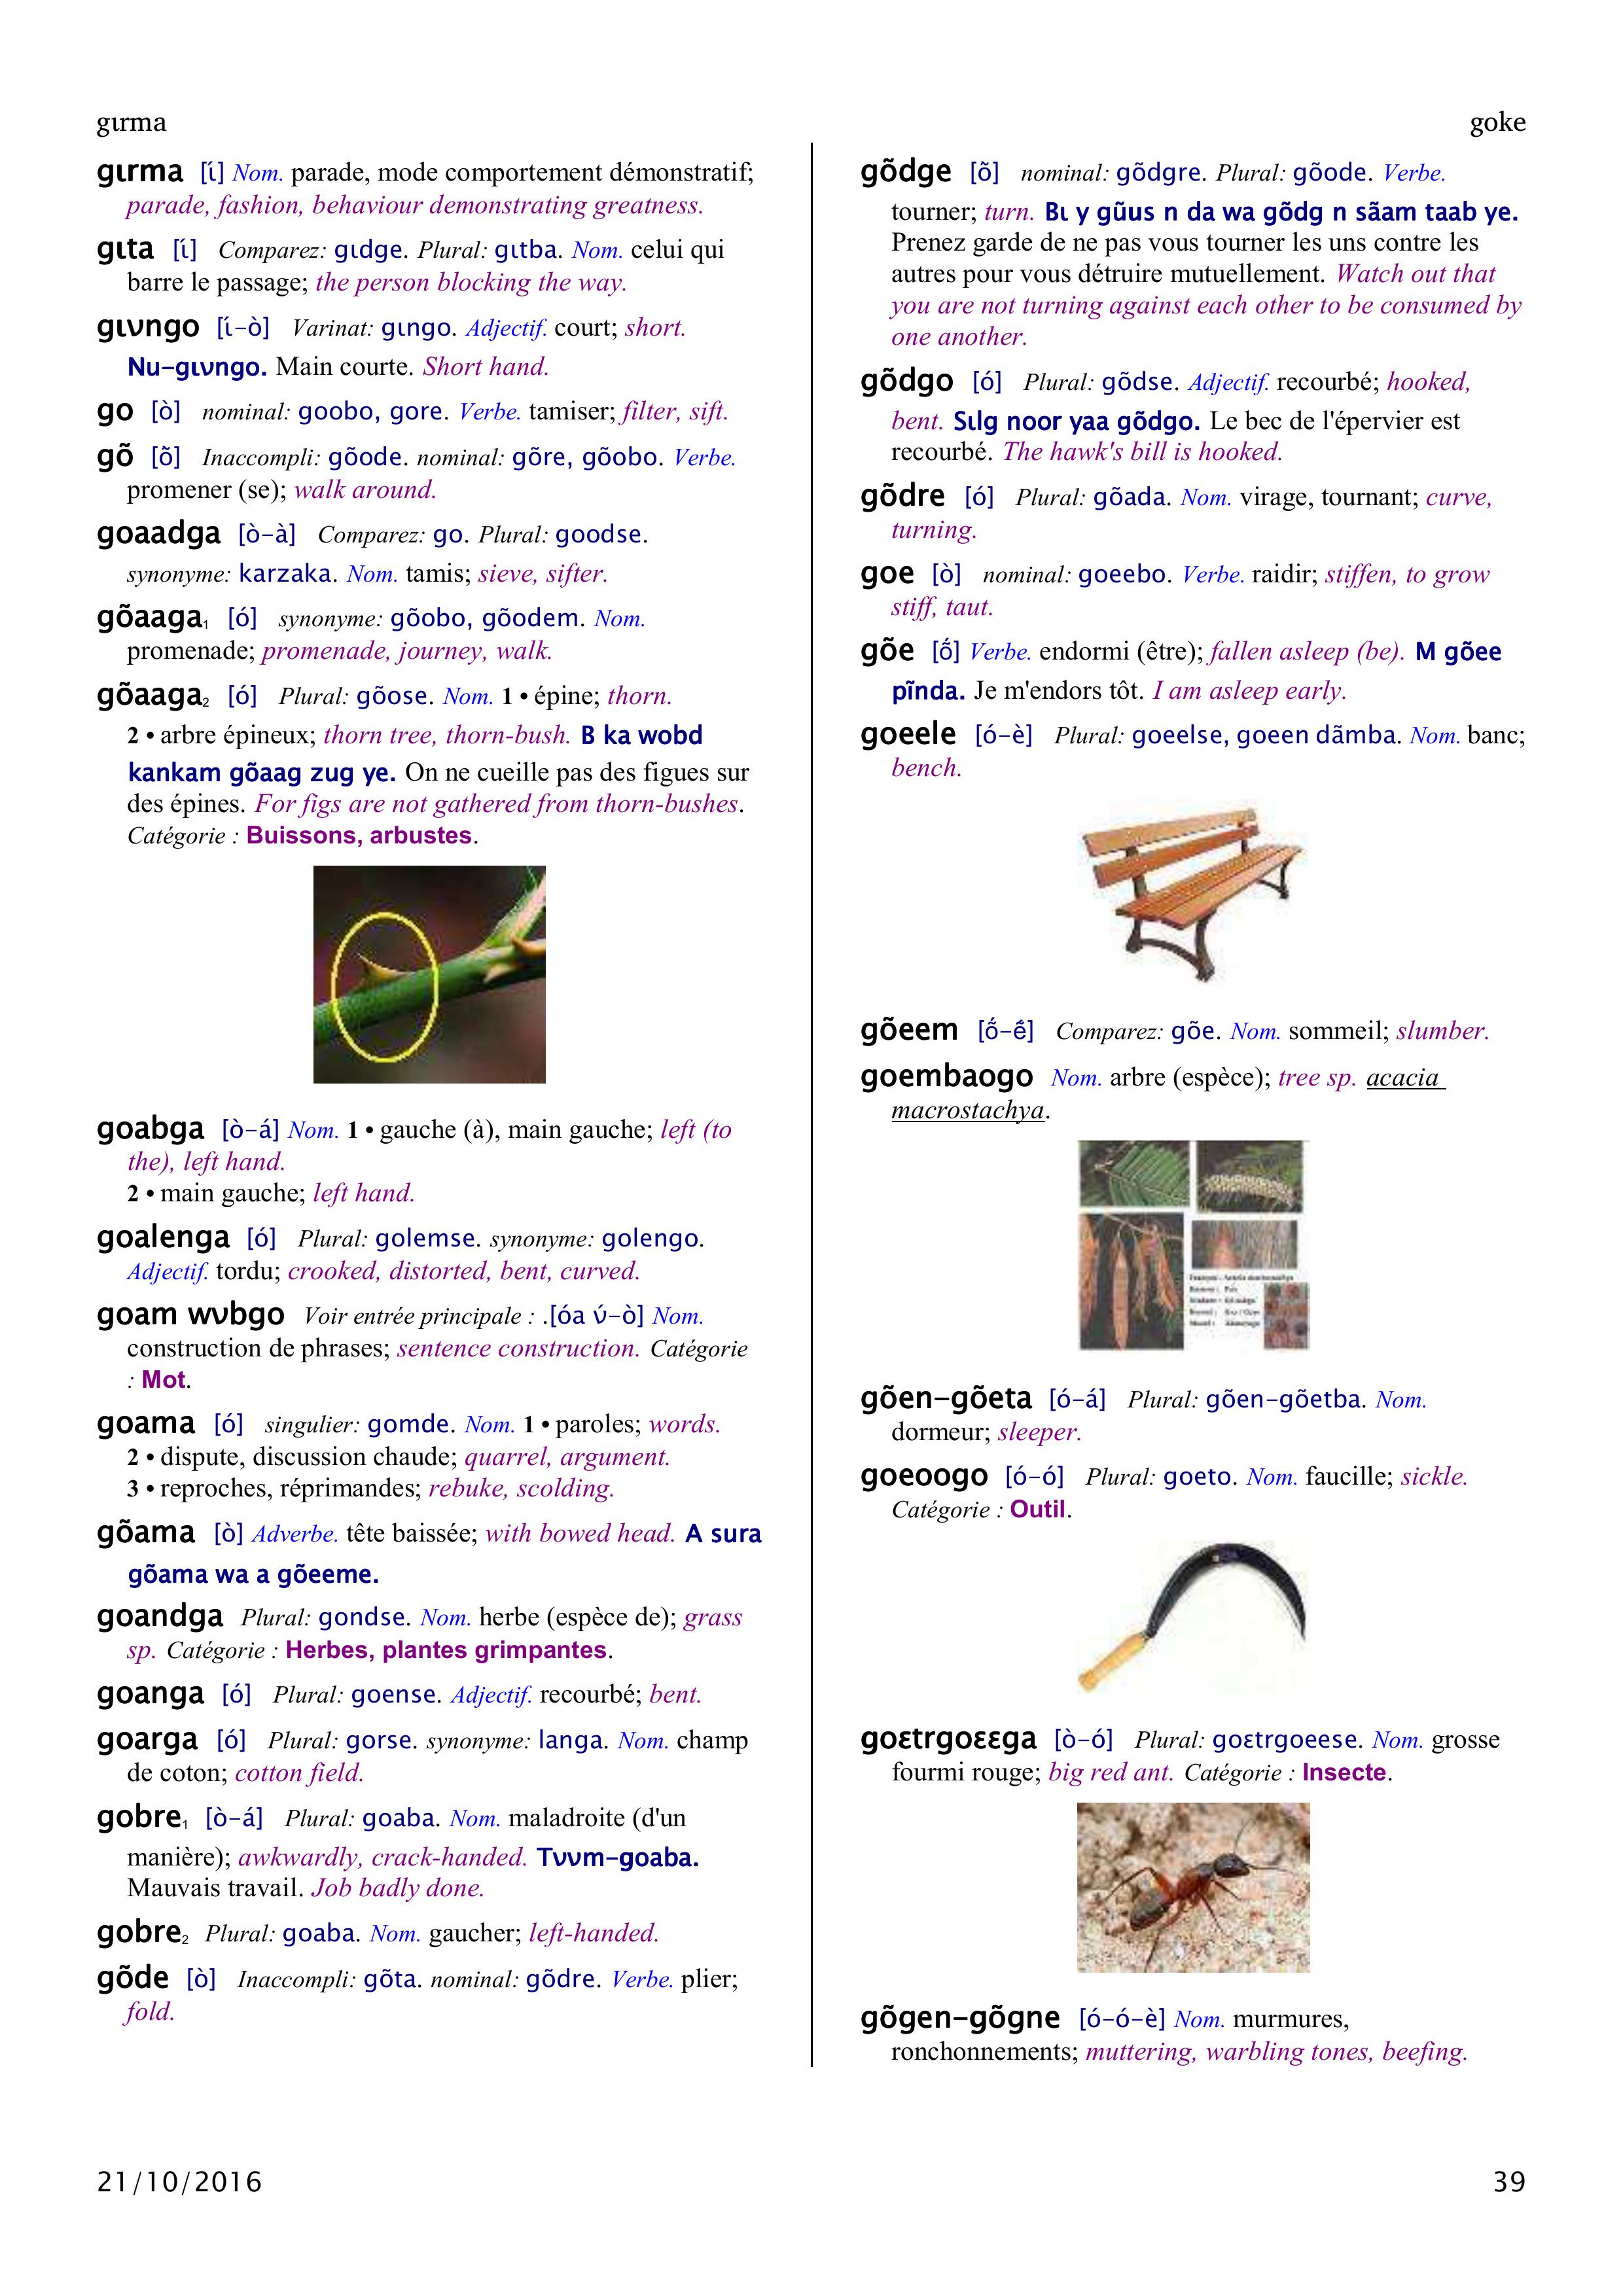 gɩrma
goke
gɩrma [ɩ́] Nom. parade, mode comportement démonstratif;
parade, fashion, behaviour demonstrating greatness.
gɩta [ɩ́] Comparez: gɩdge. Plural: gɩtba. Nom. celui qui
barre le passage; the person blocking the way.
gɩʋngo [ɩ́–ò] Varinat: gɩngo. Adjectif. court; short.
Nu–gɩʋngo. Main courte. Short hand.
go [ò] nominal: goobo, gore. Verbe. tamiser; filter, sift.
gõ [õ̀] Inaccompli: gõode. nominal: gõre, gõobo. Verbe.
promener (se); walk around.
goaadga [ò–à] Comparez: go. Plural: goodse.
synonyme: karzaka. Nom. tamis; sieve, sifter.
gõaaga₁ [ó] synonyme: gõobo, gõodem. Nom.
promenade; promenade, journey, walk.
gõaaga₂ [ó] Plural: gõose. Nom. 1 • épine; thorn.
2 • arbre épineux; thorn tree, thorn-bush. B ka wobd
kankam gõaag zug ye. On ne cueille pas des figues sur
des épines. For figs are not gathered from thorn-bushes.
Catégorie : Buissons, arbustes.
goabga [ò–á] Nom. 1 • gauche (à), main gauche; left (to
the), left hand.
2 • main gauche; left hand.
goalenga [ó] Plural: golemse. synonyme: golengo.
Adjectif. tordu; crooked, distorted, bent, curved.
goam wʋbgo Voir entrée principale : .[óa ʋ́–ò] Nom.
construction de phrases; sentence construction. Catégorie
: Mot.
goama [ó] singulier: gomde. Nom. 1 • paroles; words.
2 • dispute, discussion chaude; quarrel, argument.
3 • reproches, réprimandes; rebuke, scolding.
gõama [ò] Adverbe. tête baissée; with bowed head. A sura
gõama wa a gõeeme.
goandga Plural: gondse. Nom. herbe (espèce de); grass
sp. Catégorie : Herbes, plantes grimpantes.
goanga [ó] Plural: goense. Adjectif. recourbé; bent.
goarga [ó] Plural: gorse. synonyme: langa. Nom. champ
de coton; cotton field.
gobre₁ [ò–á] Plural: goaba. Nom. maladroite (d'un
manière); awkwardly, crack-handed. Tʋʋm–goaba.
Mauvais travail. Job badly done.
gobre₂ Plural: goaba. Nom. gaucher; left-handed.
gõde [ò] Inaccompli: gõta. nominal: gõdre. Verbe. plier;
fold.
gõdge [õ̀] nominal: gõdgre. Plural: gõode. Verbe.
tourner; turn. Bɩ y gũus n da wa gõdg n sãam taab ye.
Prenez garde de ne pas vous tourner les uns contre les
autres pour vous détruire mutuellement. Watch out that
you are not turning against each other to be consumed by
one another.
gõdgo [ó] Plural: gõdse. Adjectif. recourbé; hooked,
bent. Sɩlg noor yaa gõdgo. Le bec de l'épervier est
recourbé. The hawk's bill is hooked.
gõdre [ó] Plural: gõada. Nom. virage, tournant; curve,
turning.
goe [ò] nominal: goeebo. Verbe. raidir; stiffen, to grow
stiff, taut.
gõe [ṍ] Verbe. endormi (être); fallen asleep (be). M gõee
pĩnda. Je m'endors tôt. I am asleep early.
goeele [ó–è] Plural: goeelse, goeen dãmba. Nom. banc;
bench.
gõeem [ṍ–ẽ́] Comparez: gõe. Nom. sommeil; slumber.
goembaogo Nom. arbre (espèce); tree sp. acacia
macrostachya.
gõen–gõeta [ó–á] Plural: gõen–gõetba. Nom.
dormeur; sleeper.
goeoogo [ó–ó] Plural: goeto. Nom. faucille; sickle.
Catégorie : Outil.
goɛtrgoɛɛga [ò–ó] Plural: goɛtrgoeese. Nom. grosse
fourmi rouge; big red ant. Catégorie : Insecte.
gõgen–gõgne [ó–ó–è] Nom. murmures,
ronchonnements; muttering, warbling tones, beefing.
21/10/2016
39